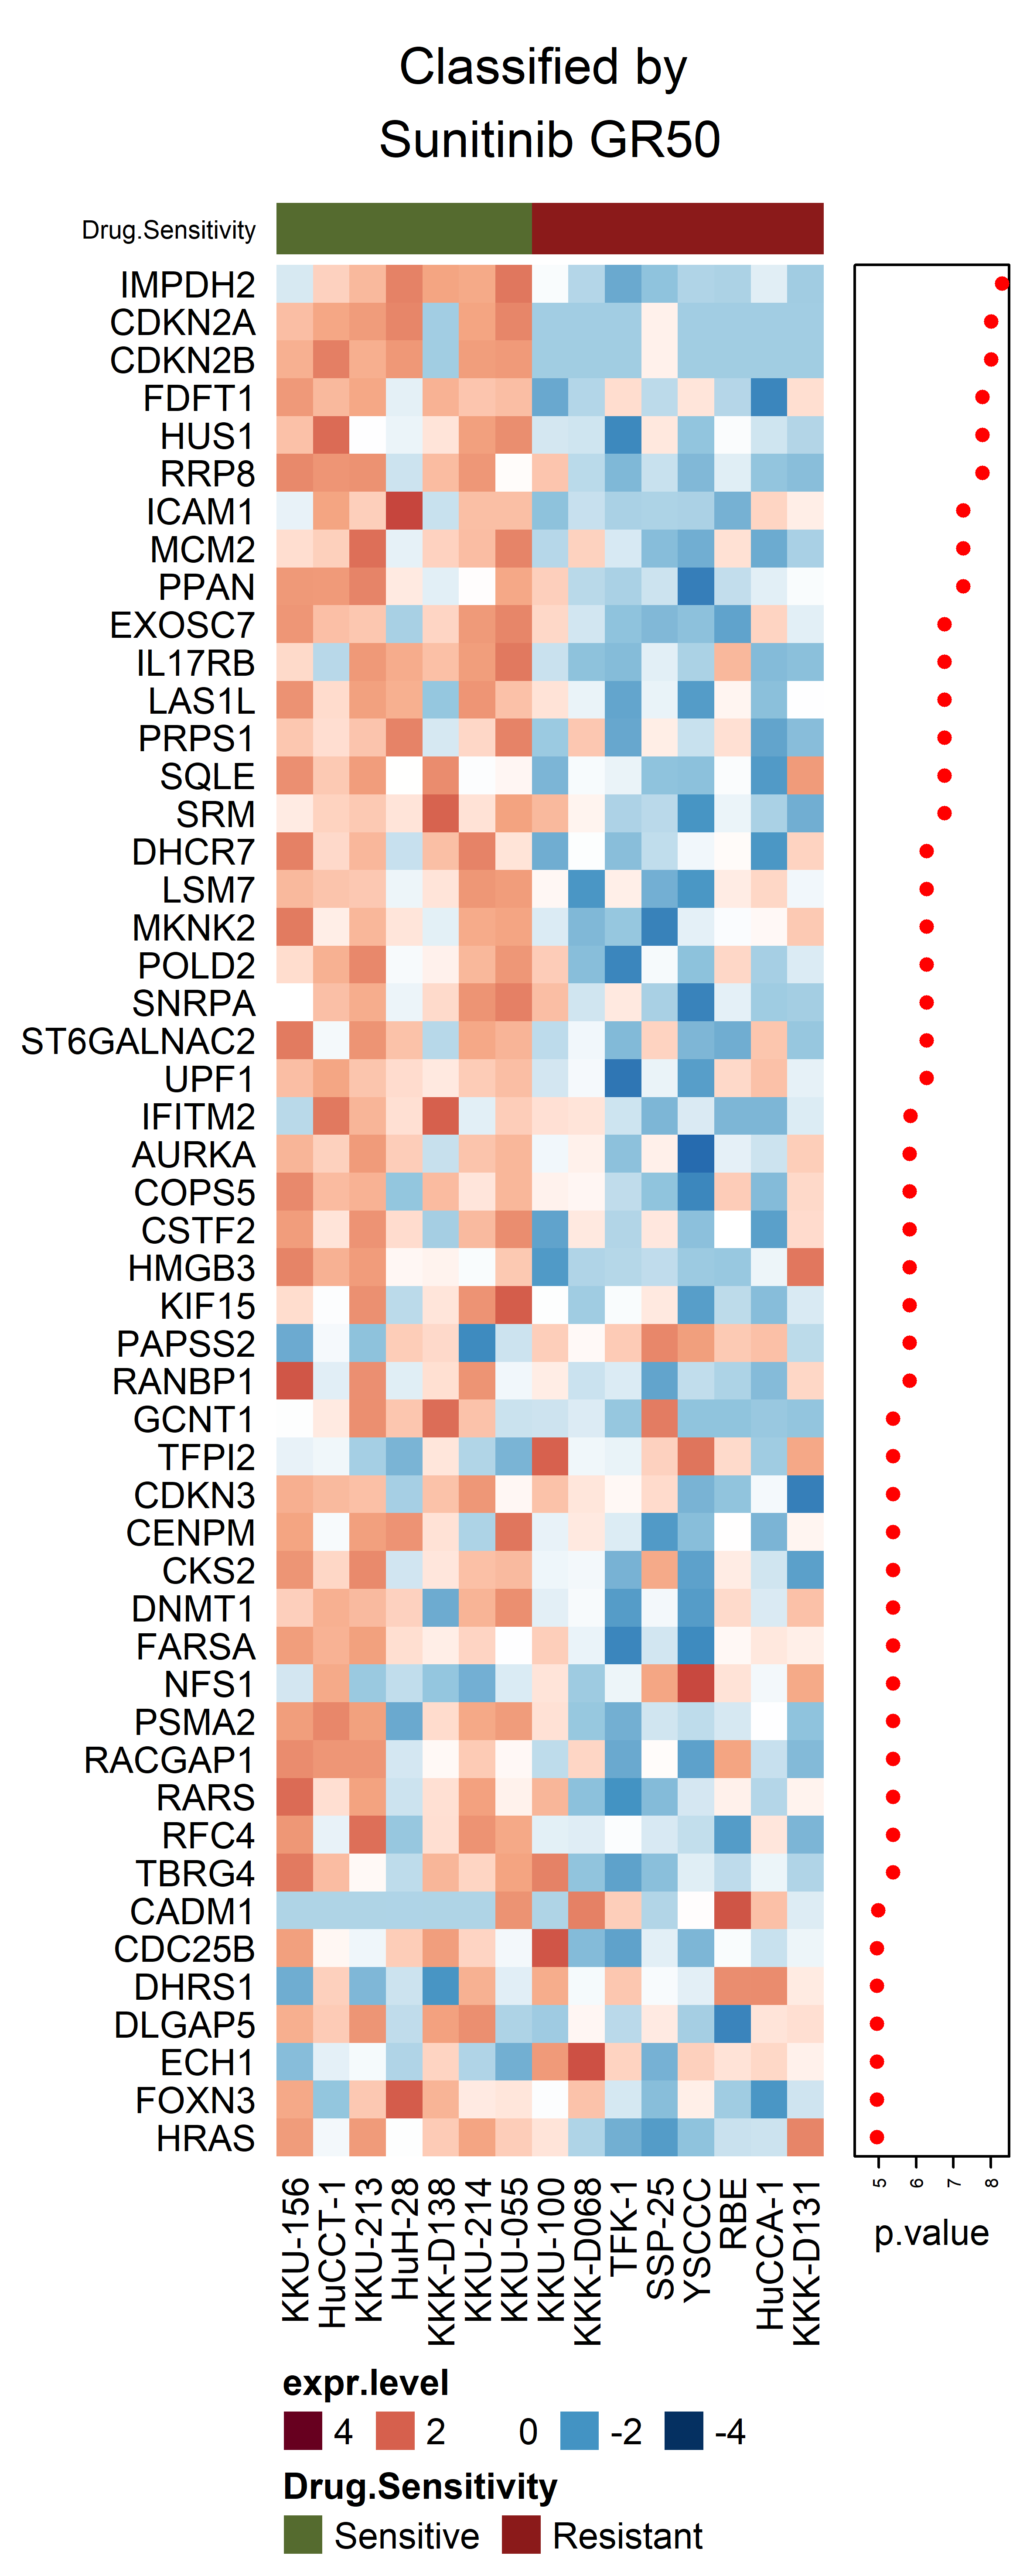 Classified by
Sunitinib GR50
Drug.Sensitivity
IMPDH2
CDKN2A
CDKN2B
FDFT1
HUS1
RRP8
ICAM1
MCM2
PPAN
EXOSC7
IL17RB
LAS1L
PRPS1
SQLE
SRM
DHCR7
LSM7
MKNK2
POLD2
SNRPA
ST6GALNAC2
UPF1
IFITM2
AURKA
COPS5
CSTF2
HMGB3
KIF15
PAPSS2
RANBP1
GCNT1
TFPI2
CDKN3
CENPM
CKS2
DNMT1
FARSA
NFS1
PSMA2
RACGAP1
RARS
RFC4
TBRG4
CADM1
CDC25B
DHRS1
DLGAP5
ECH1
FOXN3
HRAS
KKU-156
HuCCT-1
KKU-213
HuH-28
KKK-D138
KKU-214
KKU-055
KKU-100
KKK-D068
TFK-1
SSP-25
YSCCC
RBE
HuCCA-1
KKK-D131
5 6 7 8
p.value
expr.level
4 2 0 -2 -4
Drug.Sensitivity
Sensitive Resistant